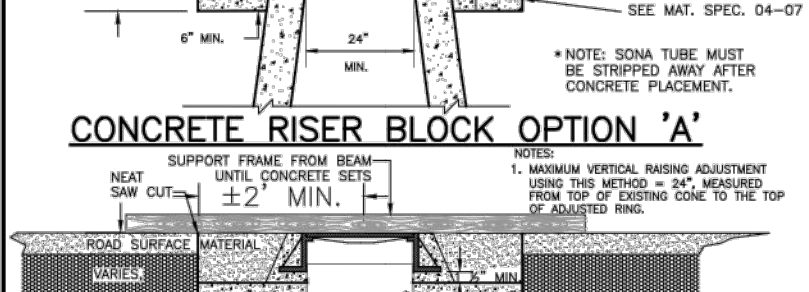 SEE MAT. SPEC. 04-07
6" MIN.
24"
MIN.
* NOTE: SONA TUBE MUST
BE STRIPPED AWAY AFTER
CONCRETE PLACEMENT.
CONCRETE RISER BLOCK OPTION 'A'
NOTES:
1. MAXIMUM VERTICAL RAISING ADJUSTMENT
USING THIS METHOD = 24", MEASURED
FROM TOP OF EXISTING CONE TO THE TOP
OF ADJUSTED RING.
SUPPORT FRAME FROM BEAM
UNTIL CONCRETE SETS
NEAT
SAW CUT
±2' MIN.
ROAD SURFACE MATERIAL
VARIES.
MIN